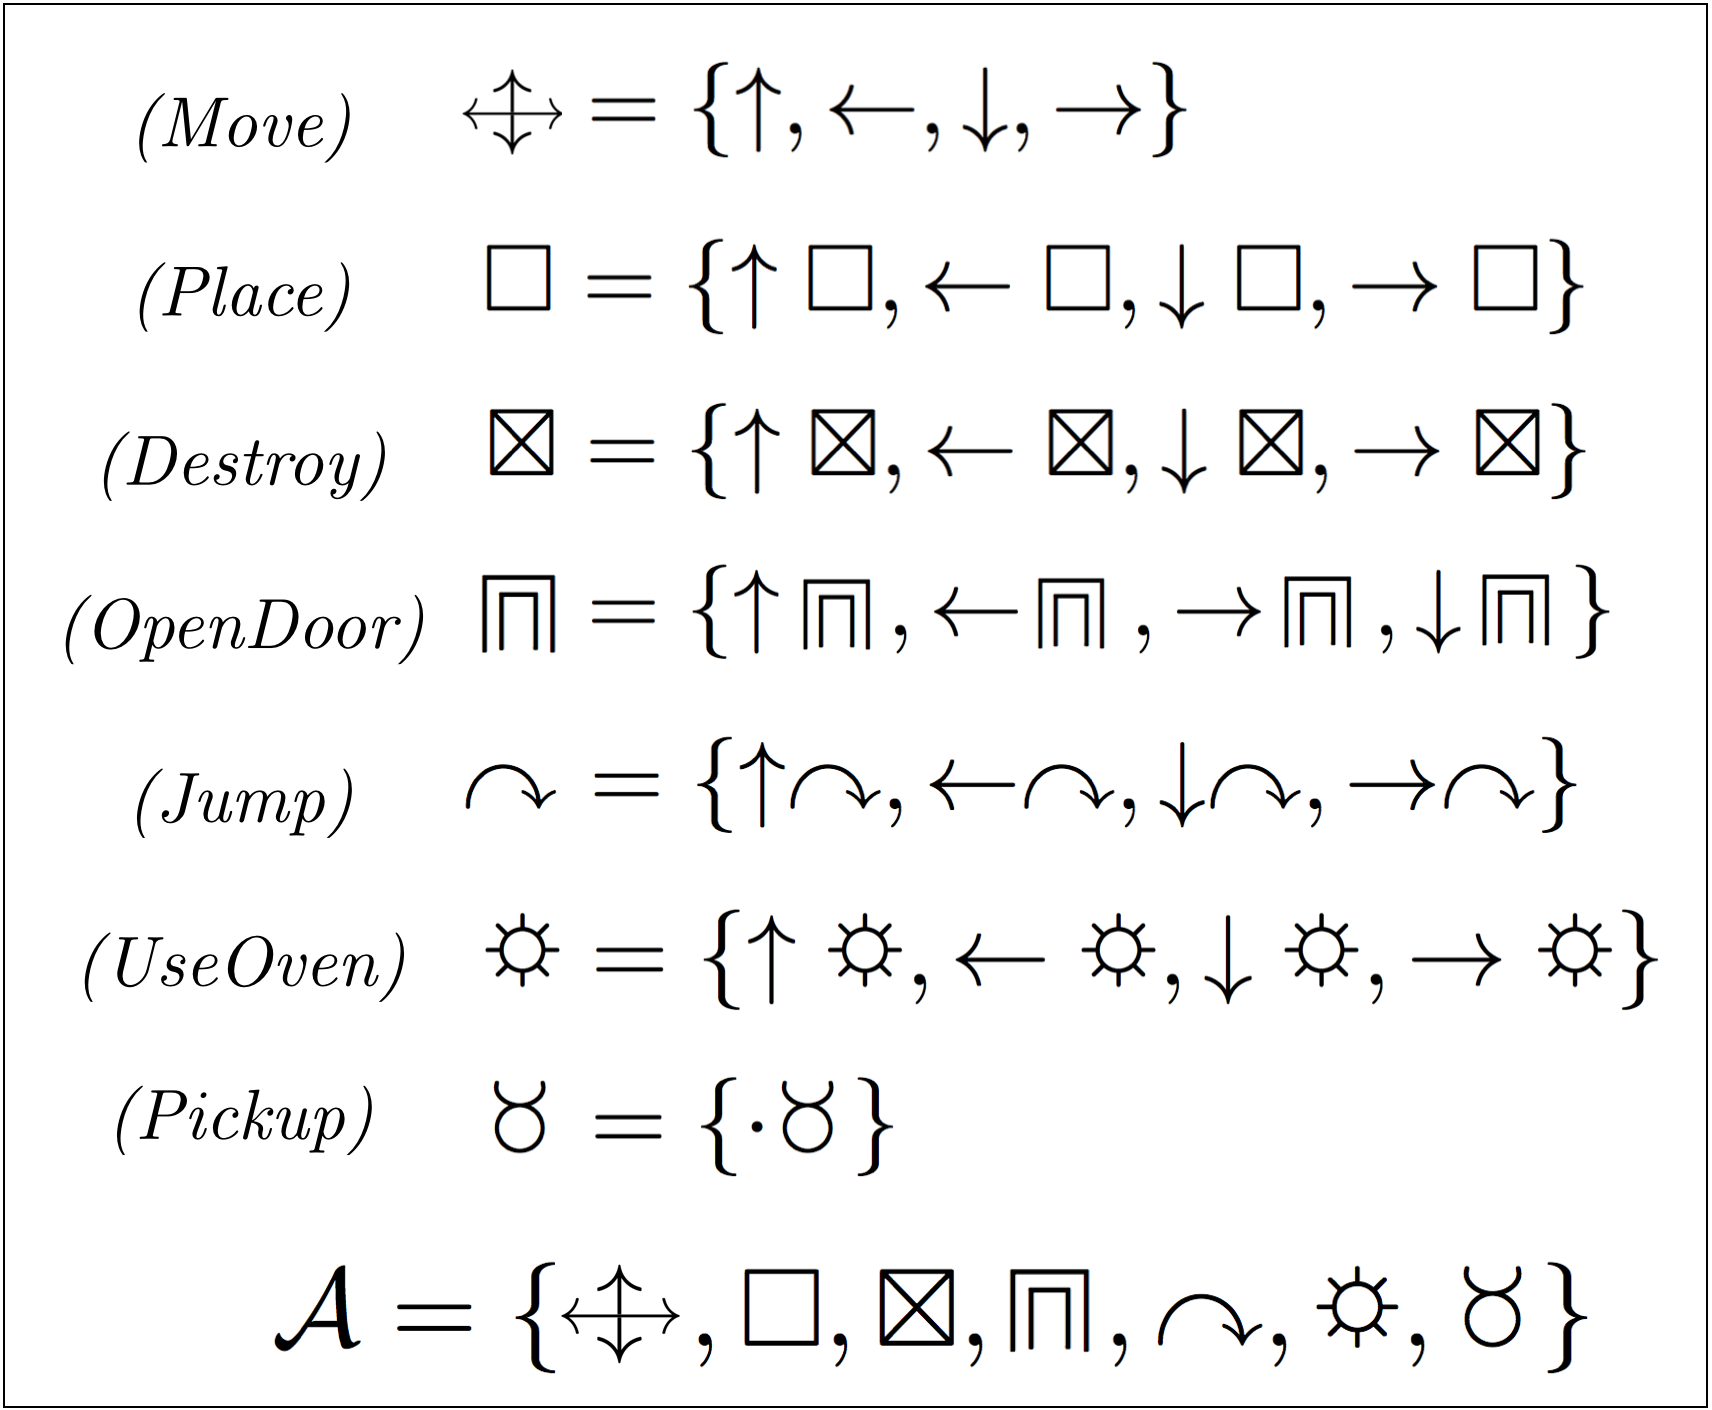 (Move) ⟷↕ = {↑, ←, ↓, →}
(Place) □ = {↑ □, ← □, ↓ □, → □}
(Destroy) ⊠ = {↑ ⊠, ← ⊠, ↓ ⊠, → ⊠}
(OpenDoor) ⩎ = {↑ ⩎, ← ⩎, → ⩎, ↓ ⩎}
(Jump) ↷ = {↑↷, ←↷, ↓↷, →↷}
(UseOven) ☼ = {↑ ☼, ← ☼, ↓ ☼, → ☼}
(Pickup) ♉ = {·♉}
𝒜 = {⟷↕, □, ⊠, ⩎, ↷, ☼, ♉}